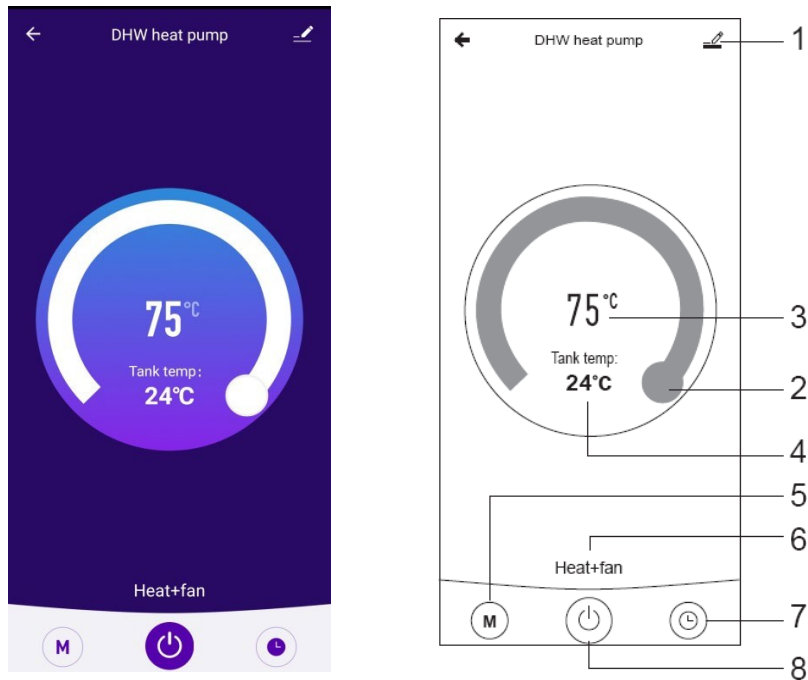 DHW heat pump
75°C
Tank temp:
24°C
Heat+fan
M
DHW heat pump
1
75°C
3
Tank temp:
24°C
2
4
5
6
Heat+fan
M
7
8